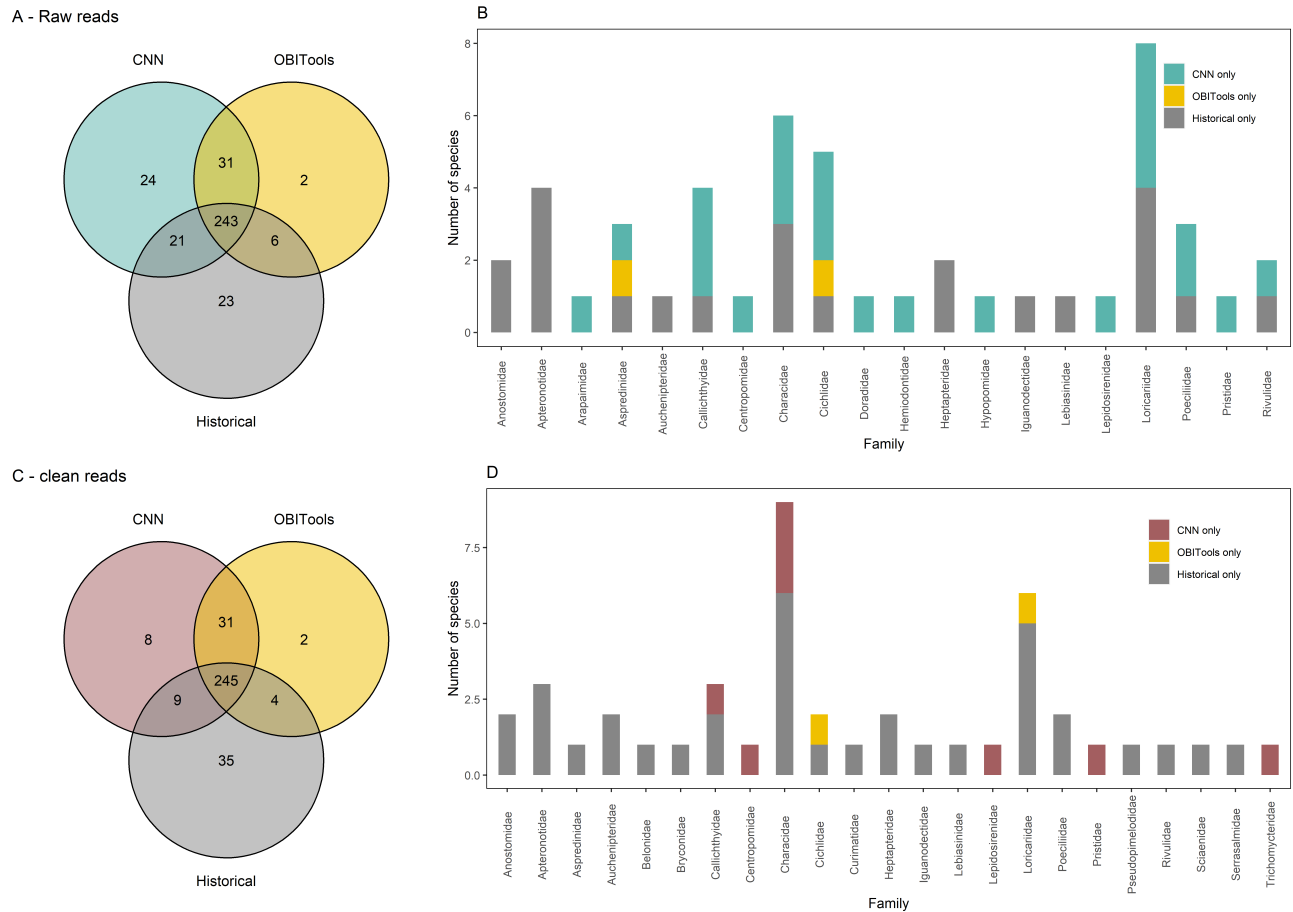 A - Raw reads
CNN
OBITools
24
31
2
243
21
6
23
Historical
B
Number of species
8
6
4
2
0
CNN only
OBITools only
Historical only
Anostomidae
Apteronotidae
Arapaimidae
Aspredinidae
Auchenipteridae
Callichthyidae
Centropomidae
Characidae
Cichlidae
Doradidae
Hemiodontidae
Heptapteridae
Hypopomidae
Iguanodectidae
Lebiasinidae
Lepidosirenidae
Loricariidae
Poeciliidae
Pristidae
Rivulidae
Family
C - clean reads
CNN
OBITools
8
31
2
245
9
4
35
Historical
D
Number of species
7.5
5.0
2.5
0.0
CNN only
OBITools only
Historical only
Anostomidae
Apteronotidae
Aspredinidae
Auchenipteridae
Belonidae
Bryconidae
Callichthyidae
Centropomidae
Characidae
Cichlidae
Curimatidae
Heptapteridae
Iguanodectidae
Lebiasinidae
Lepidosirenidae
Loricariidae
Poeciliidae
Pristidae
Pseudopimelodidae
Rivulidae
Sciaenidae
Serrasalmidae
Trichomycteridae
Family